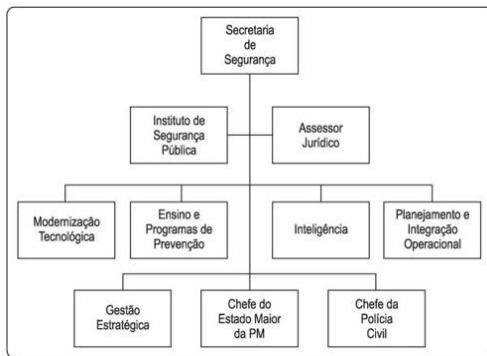 Secretaria
de
Segurança
Instituto de
Segurança
Pública
Assessor
Jurídico
Modernização
Tecnológica
Ensino e
Programas de
Prevenção
Inteligência
Planejamento e
Integração
Operacional
Gestão
Estratégica
Chefe do
Estado Maior
da PM
Chefe da
Polícia
Civil